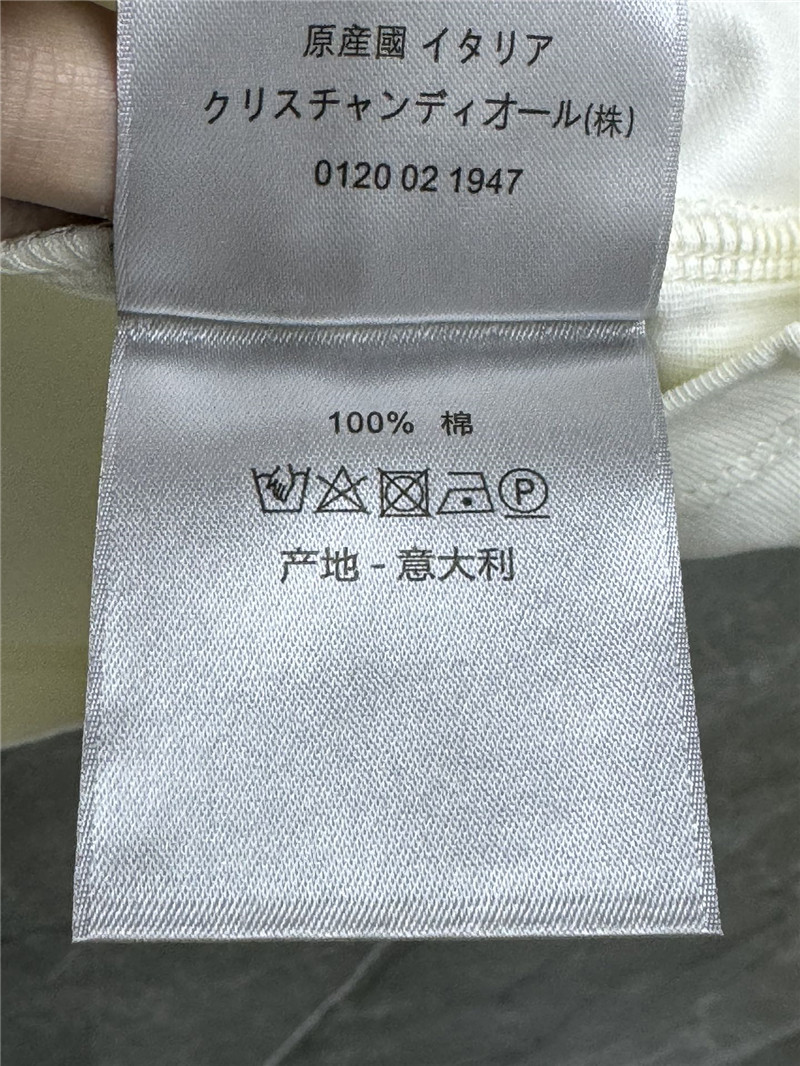 原産國 イタリア
クリスチャンディオール(株)
0120 02 1947
100% 棉
P
产地 - 意大利